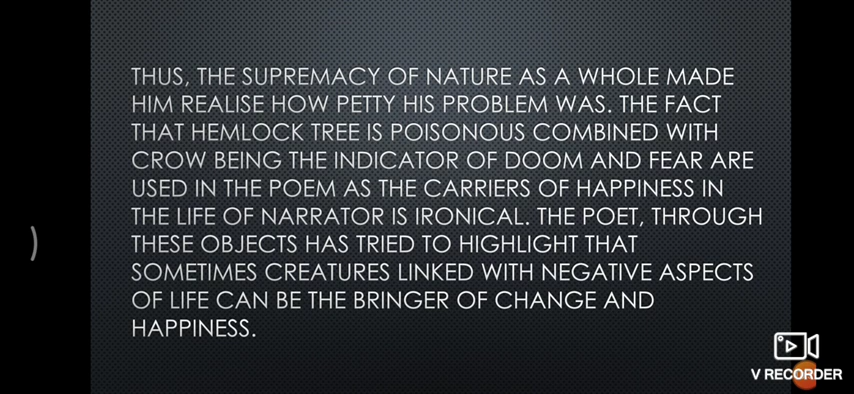 THUS, THE SUPREMACY OF NATURE AS A WHOLE MADE
HIM REALISE HOW PETTY HIS PROBLEM WAS. THE FACT
THAT HEMLOCK TREE IS POISONOUS COMBINED WITH
CROW BEING THE INDICATOR OF DOOM AND FEAR ARE
USED IN THE POEM AS THE CARRIERS OF HAPPINESS IN
THE LIFE OF NARRATOR IS IRONICAL. THE POET, THROUGH
THESE OBJECTS HAS TRIED TO HIGHLIGHT THAT
SOMETIMES CREATURES LINKED WITH NEGATIVE ASPECTS
OF LIFE CAN BE THE BRINGER OF CHANGE AND
HAPPINESS.
V RECORDER